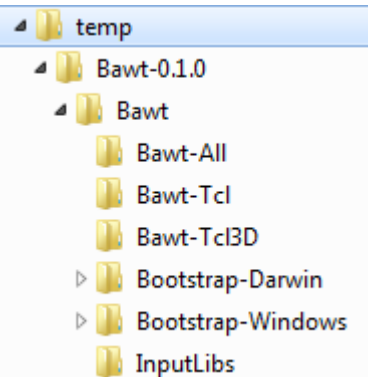 temp
Bawt-0.1.0
Bawt
Bawt-All
Bawt-Tcl
Bawt-Tcl3D
Bootstrap-Darwin
Bootstrap-Windows
InputLibs